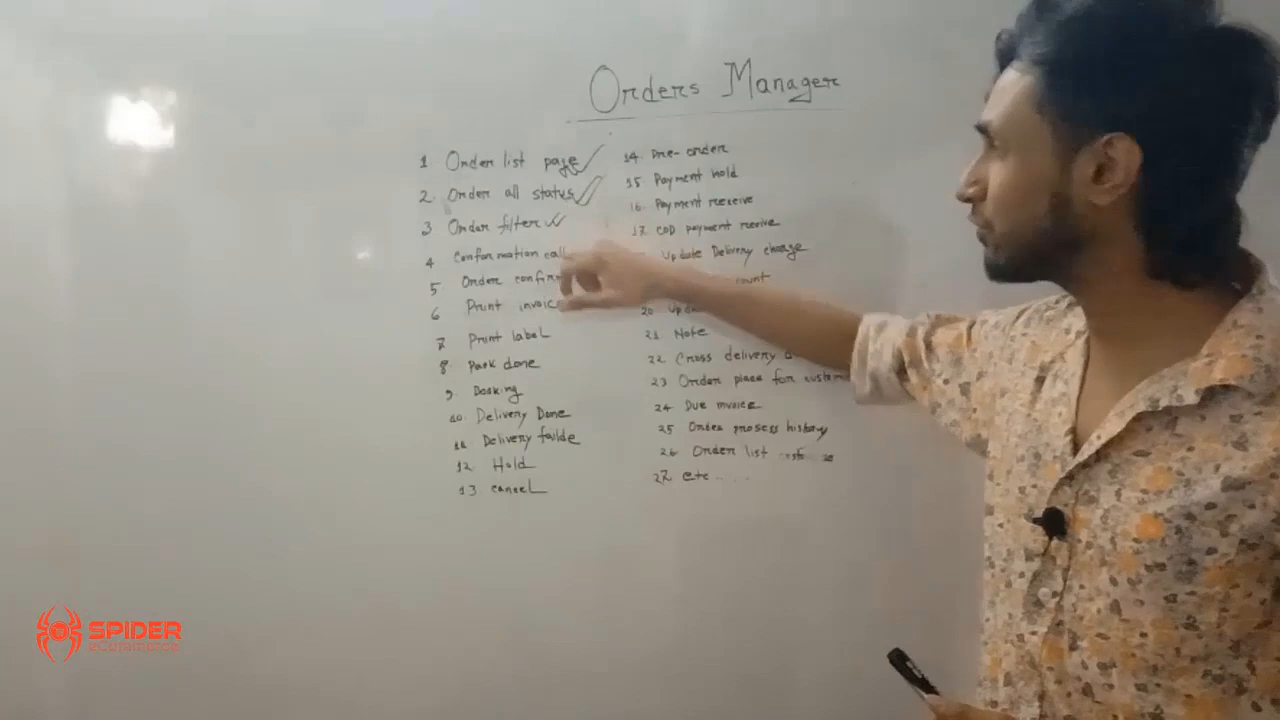 Orders Manager
1 Order list page
2. Order all status
3 Order filter
4 Conformation call
5 Order confirm
6 Print invoice
7 Print label
8. Pack done
9. Booking
10. Delivery Done
11 Delivery failde
12. Hold
13 cancel
14. Pre-order
15 Payment hold
16. Payment receive
17. COD payment receive
Update Delivery charge
20. Upd
21 Note
22 Cross delivery
23 Order place for custom
24 Due invoice
25 Order prosess history
26 Order list
27 etc.....
SPIDER
eCommerce